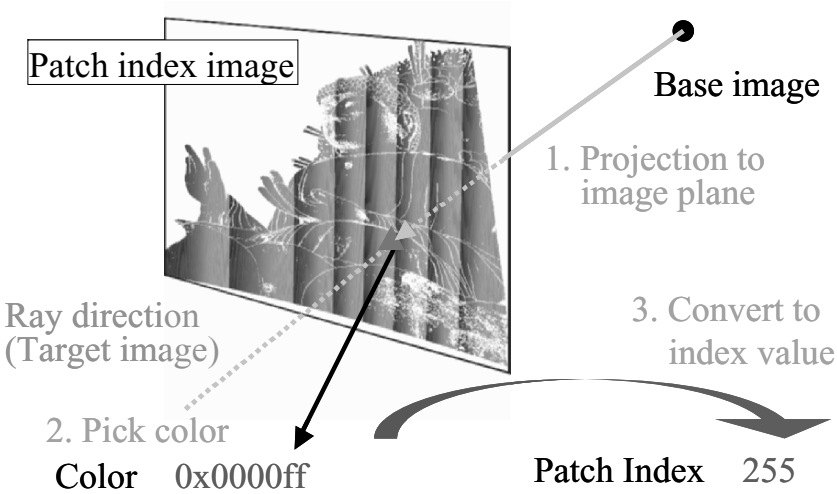 Patch index image
Base image
1. Projection to
image plane
Ray direction
(Target image)
3. Convert to
index value
2. Pick color
Color 0x0000ff
Patch Index 255